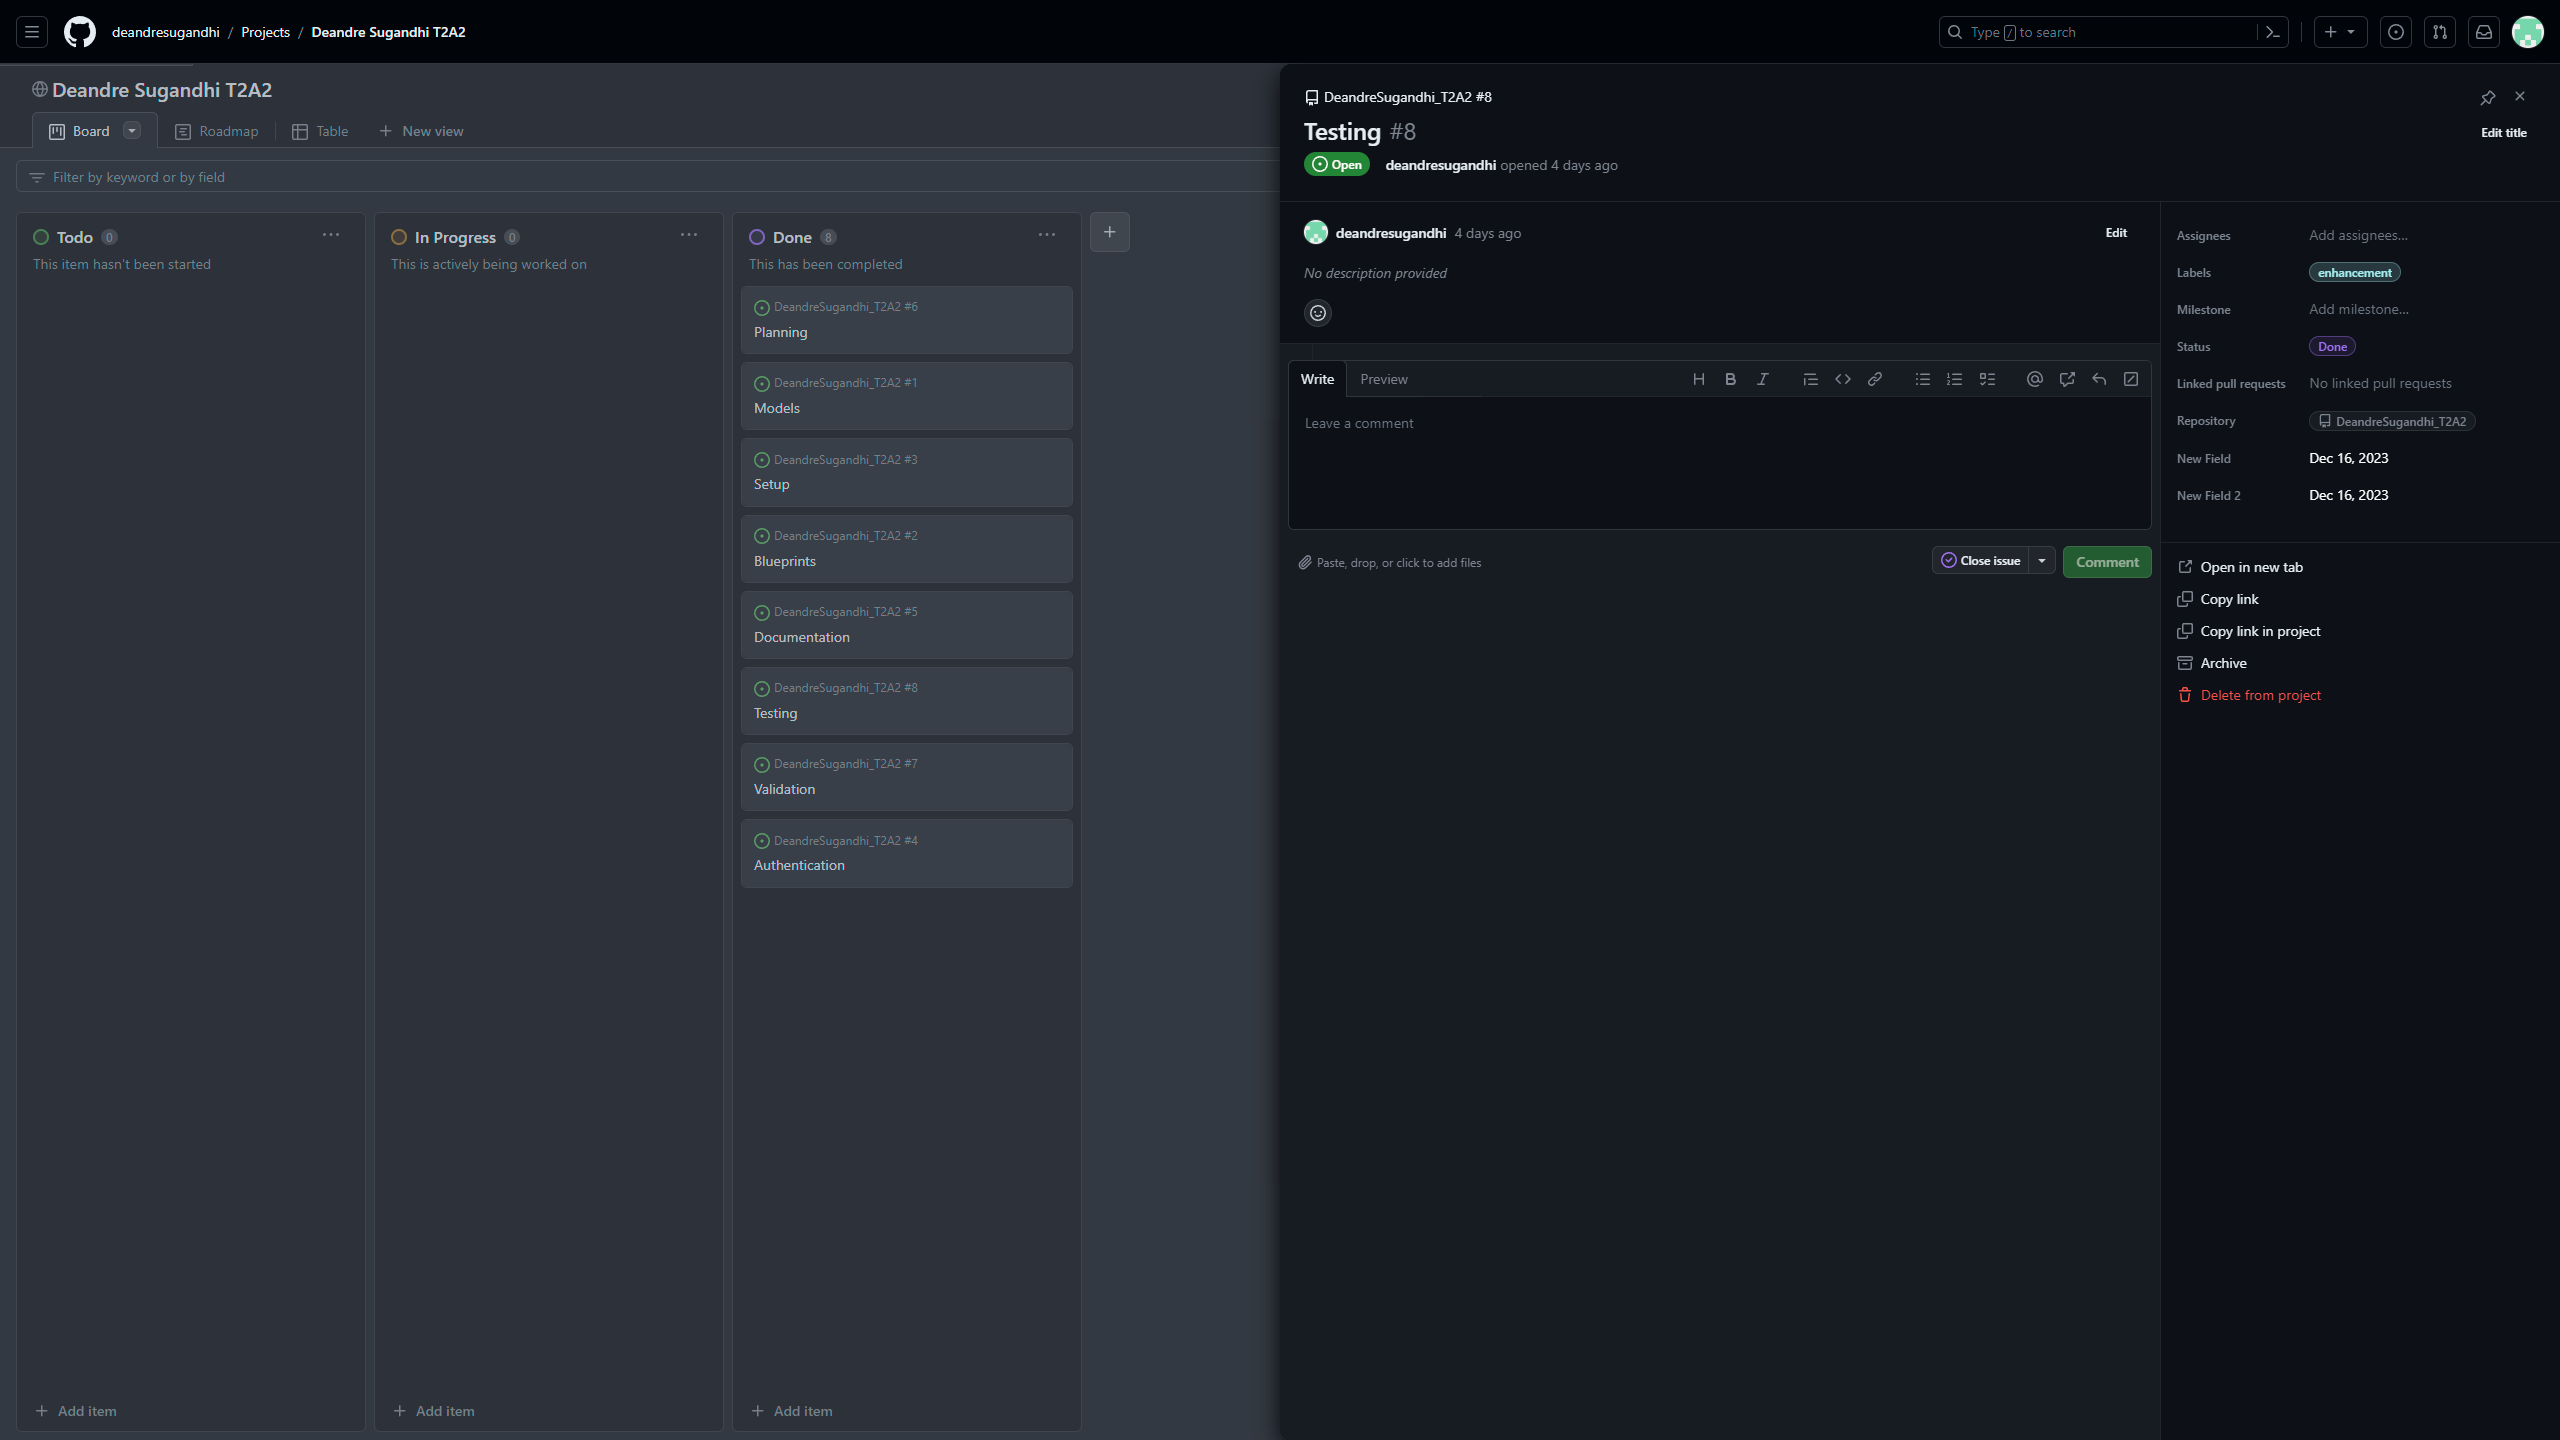 deandresugandhi / Projects / Deandre Sugandhi T2A2
Type / to search
Deandre Sugandhi T2A2
Board
Roadmap
Table
New view
Filter by keyword or by field
Todo 0
This item hasn't been started
Add item
In Progress 0
This is actively being worked on
Add item
Done 8
This has been completed
DeandreSugandhi_T2A2 #6
Planning
DeandreSugandhi_T2A2 #1
Models
DeandreSugandhi_T2A2 #3
Setup
DeandreSugandhi_T2A2 #2
Blueprints
DeandreSugandhi_T2A2 #5
Documentation
DeandreSugandhi_T2A2 #8
Testing
DeandreSugandhi_T2A2 #7
Validation
DeandreSugandhi_T2A2 #4
Authentication
Add item
DeandreSugandhi_T2A2 #8
Testing #8
Edit title
Open
deandresugandhi opened 4 days ago
deandresugandhi 4 days ago
Edit
No description provided
Write
Preview
Leave a comment
Paste, drop, or click to add files
Close issue
Comment
Assignees
Add assignees...
Labels
enhancement
Milestone
Add milestone...
Status
Done
Linked pull requests
No linked pull requests
Repository
DeandreSugandhi_T2A2
New Field
Dec 16, 2023
New Field 2
Dec 16, 2023
Open in new tab
Copy link
Copy link in project
Archive
Delete from project